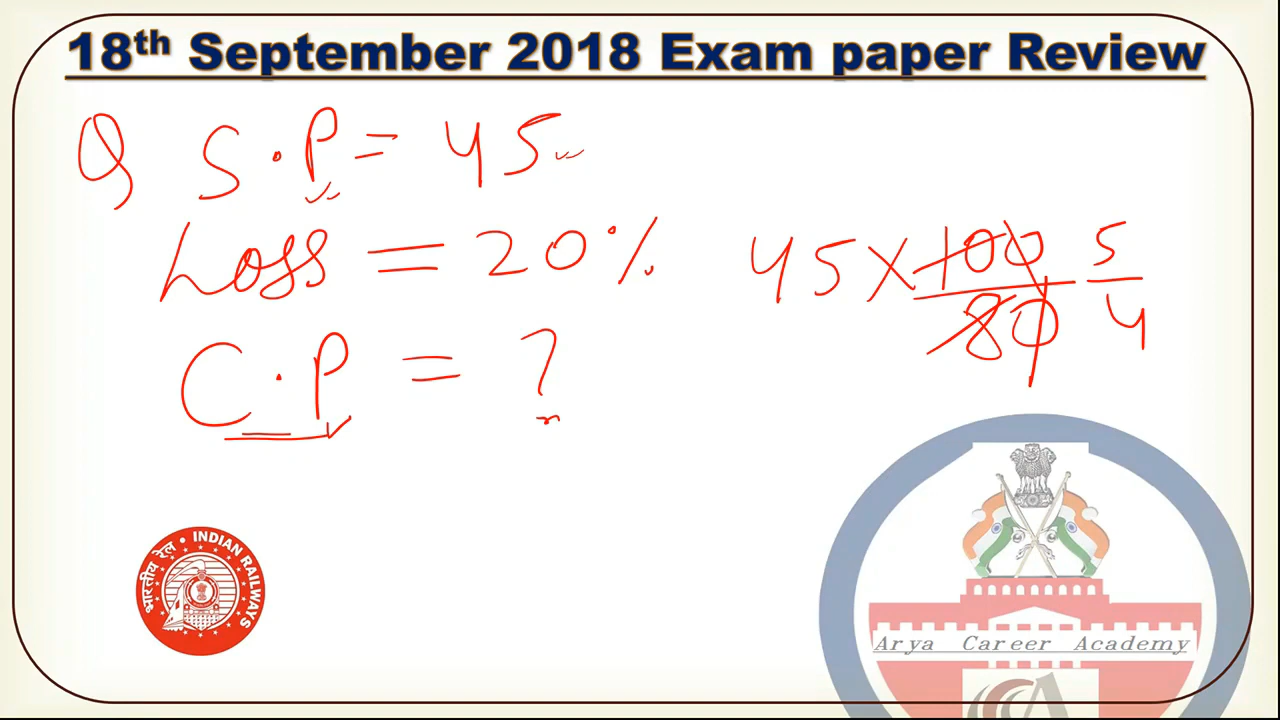 18th September 2018 Exam paper Review
Q S.P = 45
Loss = 20%
45 × 100/80 5/4
C.P = ?
भारतीय रेल • INDIAN RAILWAYS
Arya Career Academy